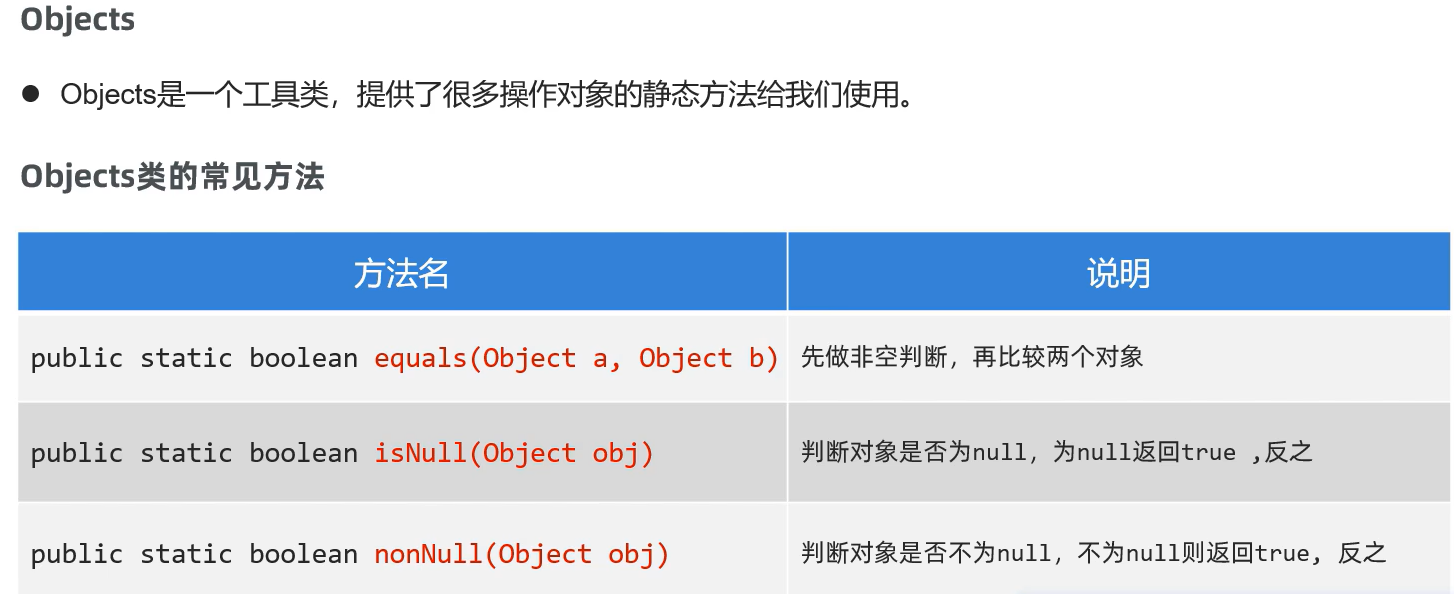 Objects
● Objects是一个工具类，提供了很多操作对象的静态方法给我们使用。
Objects类的常见方法
方法名 说明
public static boolean equals(Object a, Object b) 先做非空判断，再比较两个对象
public static boolean isNull(Object obj) 判断对象是否为null，为null返回true ,反之
public static boolean nonNull(Object obj) 判断对象是否不为null，不为null则返回true, 反之